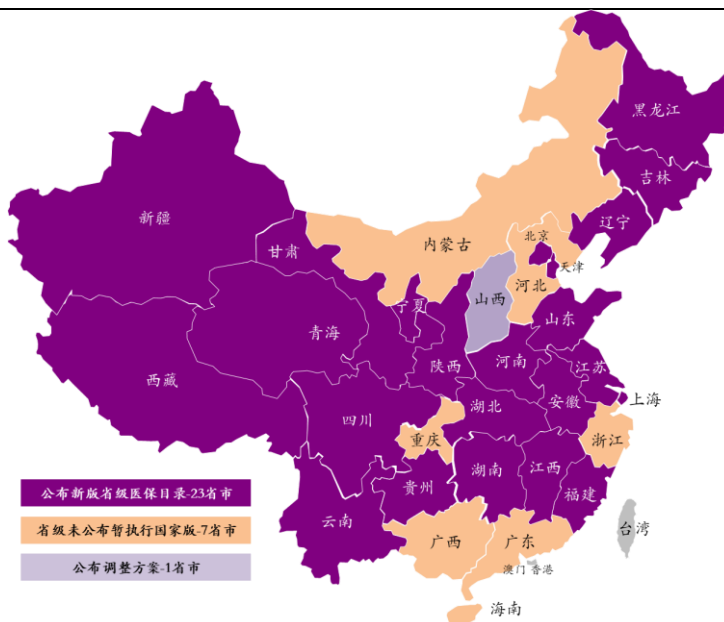 黑龙江
吉林
辽宁
新疆
内蒙古
北京
天津
甘肃
河北
山西
宁夏
山东
青海
陕西
河南
江苏
西藏
安徽
上海
四川
湖北
重庆
浙江
湖南
江西
贵州
福建
云南
广西
广东
台湾
澳门 香港
海南
公布新版省级医保目录-23省市
省级未公布暂执行国家版-7省市
公布调整方案-1省市